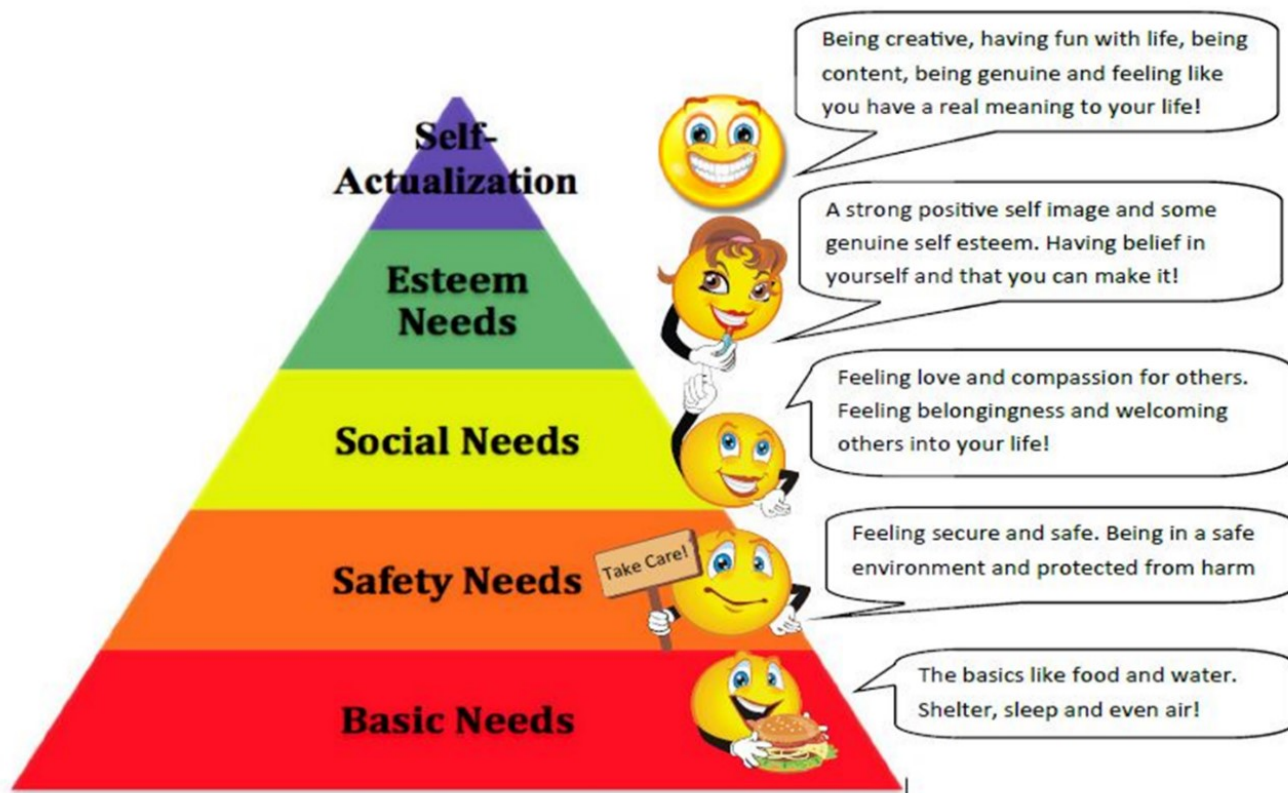 Being creative, having fun with life, being
content, being genuine and feeling like
you have a real meaning to your life!
Self-
Actualization
A strong positive self image and some
genuine self esteem. Having belief in
yourself and that you can make it!
Esteem
Needs
Feeling love and compassion for others.
Feeling belongingness and welcoming
others into your life!
Social Needs
Feeling secure and safe. Being in a safe
environment and protected from harm
Take Care!
Safety Needs
The basics like food and water.
Shelter, sleep and even air!
Basic Needs